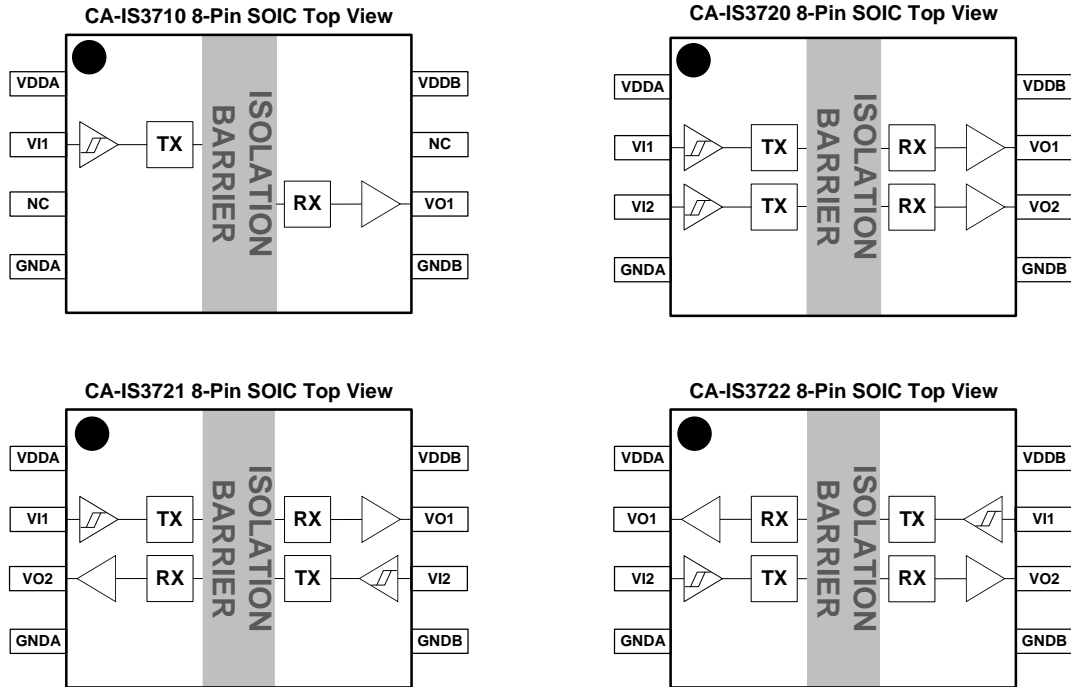 CA-IS3710 8-Pin SOIC Top View
VDDA
VI1
NC
GNDA
TX
ISOLATION
BARRIER
RX
VDDB
NC
VO1
GNDB
CA-IS3720 8-Pin SOIC Top View
VDDA
VI1
VI2
GNDA
TX
TX
ISOLATION
BARRIER
RX
RX
VDDB
VO1
VO2
GNDB
CA-IS3721 8-Pin SOIC Top View
VDDA
VI1
VO2
GNDA
TX
RX
ISOLATION
BARRIER
RX
TX
VDDB
VO1
VI2
GNDB
CA-IS3722 8-Pin SOIC Top View
VDDA
VO1
VI2
GNDA
RX
TX
ISOLATION
BARRIER
TX
RX
VDDB
VI1
VO2
GNDB